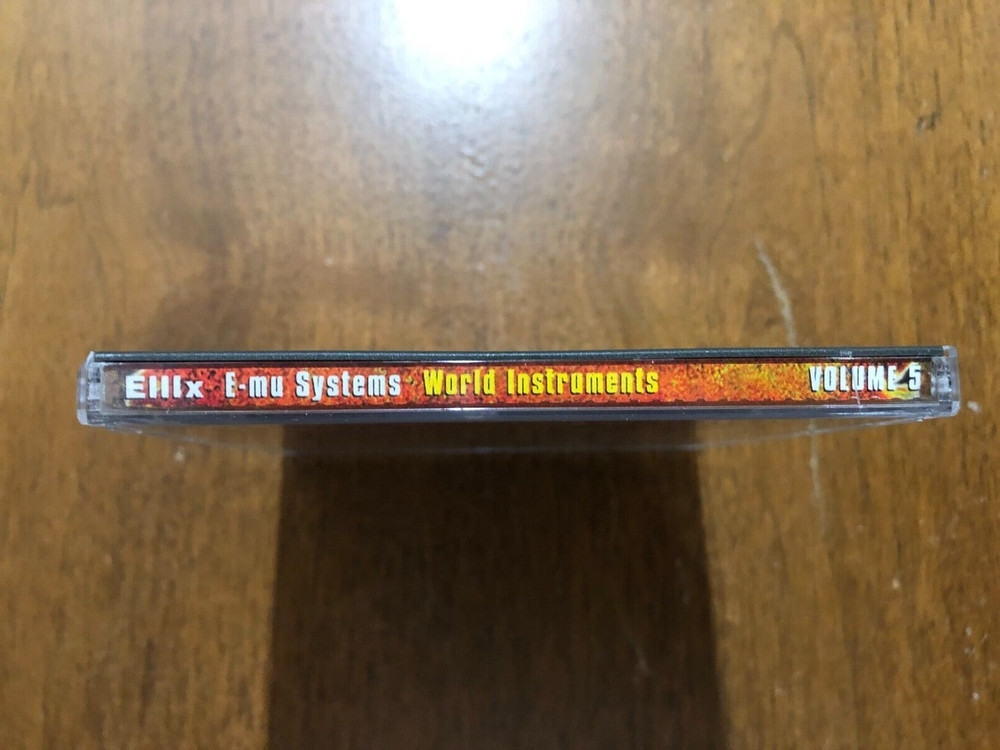 EIIIx E-mu Systems World Instruments VOLUME 5